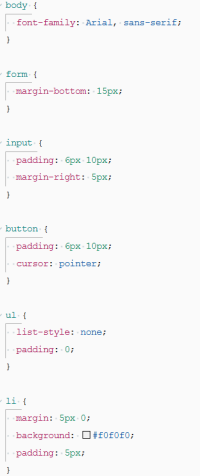 body {
font-family: Arial, sans-serif;
}
form {
margin-bottom: 15px;
}
input {
padding: 6px 10px;
margin-right: 5px;
}
button {
padding: 6px 10px;
cursor: pointer;
}
ul {
list-style: none;
padding: 0;
}
li {
margin: 5px 0;
background: #f0f0f0;
padding: 5px;
}